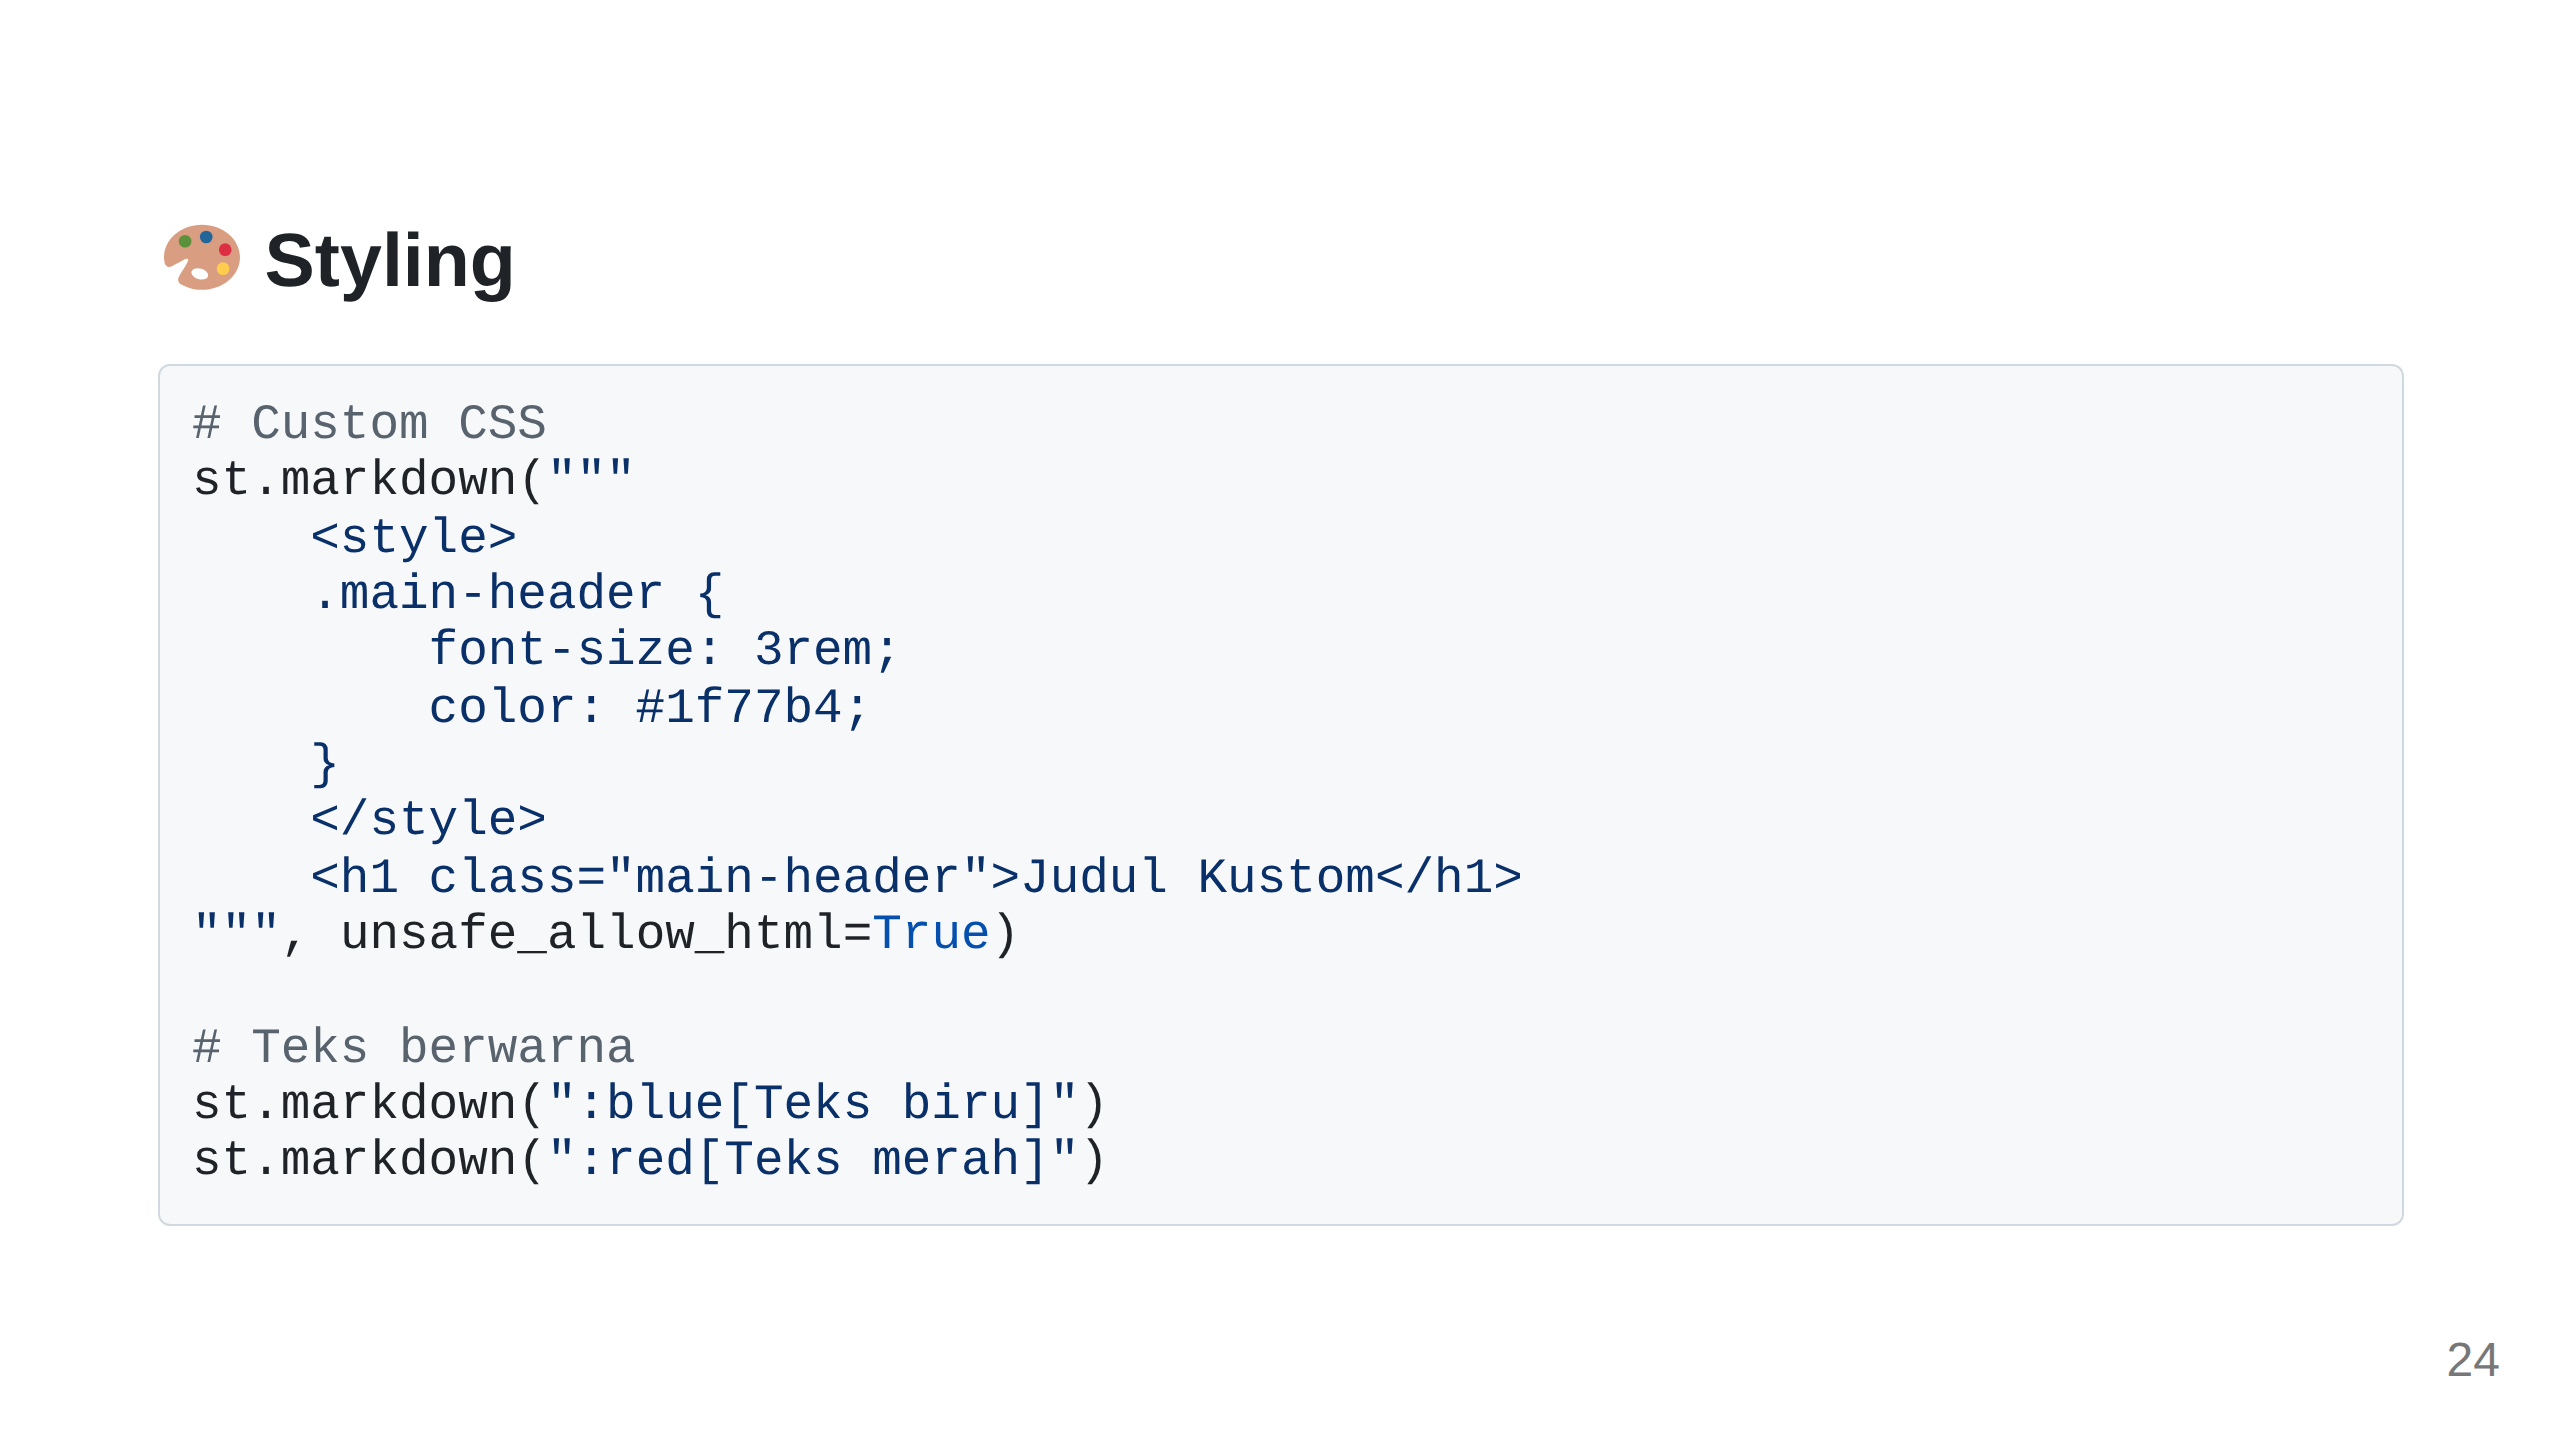 🎨 Styling
# Custom CSS
st.markdown("""
    <style>
    .main-header {
        font-size: 3rem;
        color: #1f77b4;
    }
    </style>
    <h1 class="main-header">Judul Kustom</h1>
""", unsafe_allow_html=True)

# Teks berwarna
st.markdown(":blue[Teks biru]")
st.markdown(":red[Teks merah]")
24